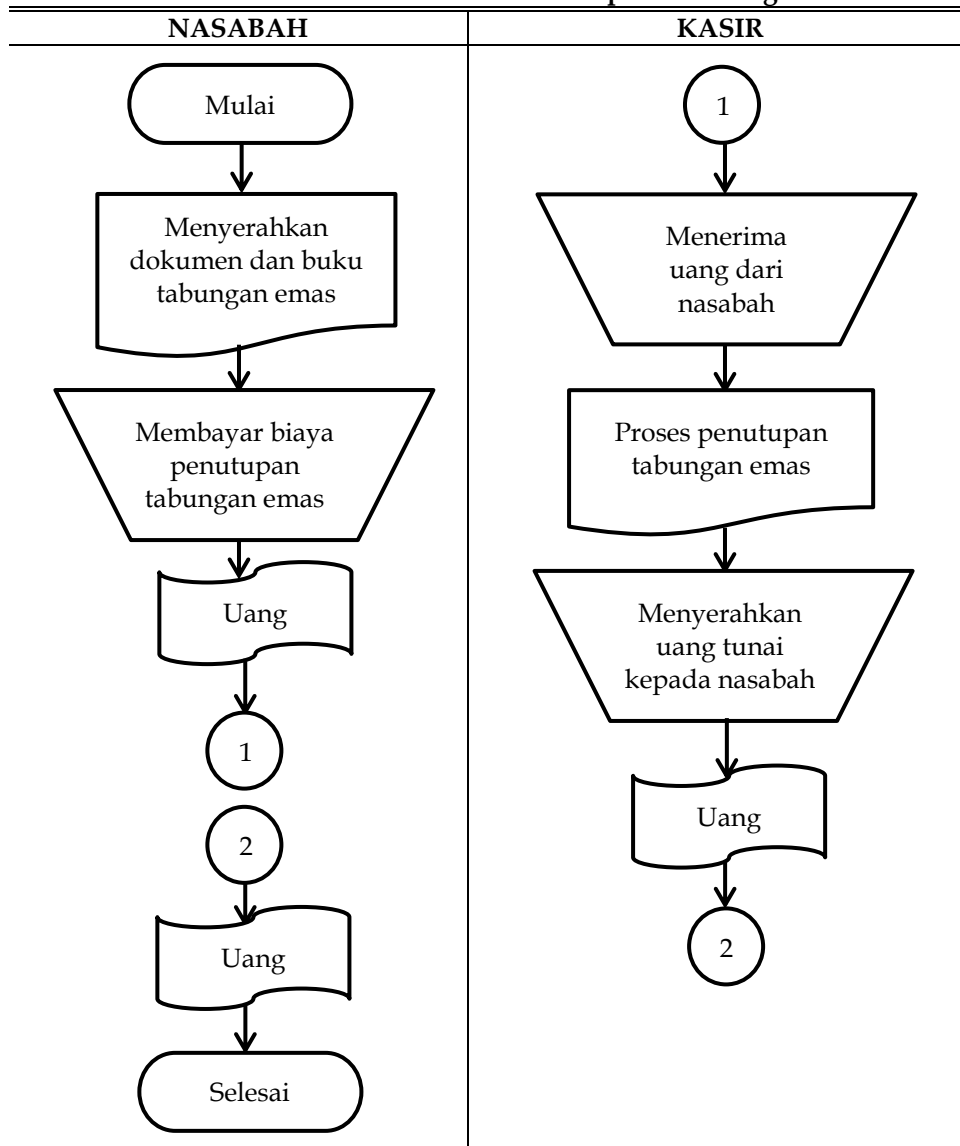 NASABAH
KASIR
Mulai
Menyerahkan
dokumen dan buku
tabungan emas
Membayar biaya
penutupan
tabungan emas
Uang
1
2
Uang
Selesai
1
Menerima
uang dari
nasabah
Proses penutupan
tabungan emas
Menyerahkan
uang tunai
kepada nasabah
Uang
2